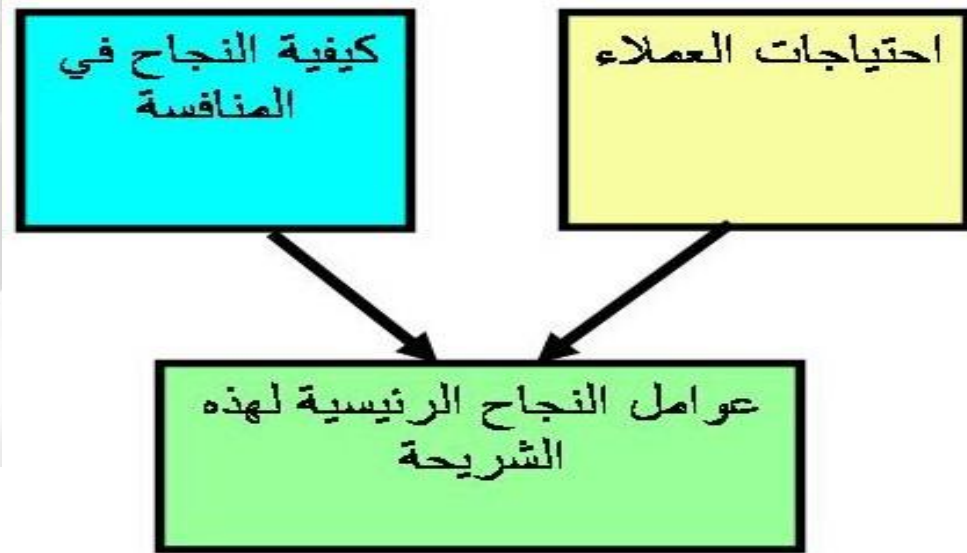 احتياجات العملاء
كيفية النجاح في
المنافسة
عوامل النجاح الرئيسية لهذه
الشريحة